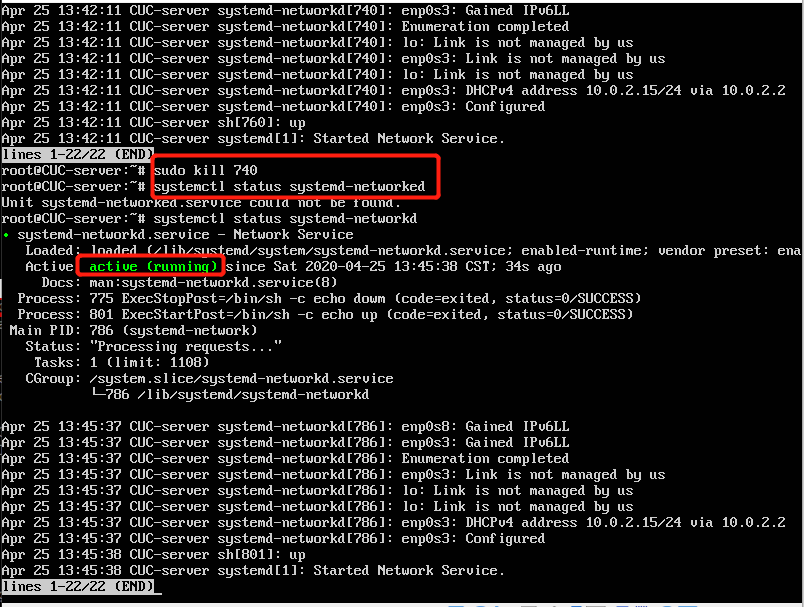 Apr 25 13:42:11 CUC-server systemd-networkd[740]: enp0s3: Gained IPv6LL
Apr 25 13:42:11 CUC-server systemd-networkd[740]: Enumeration completed
Apr 25 13:42:11 CUC-server systemd-networkd[740]: lo: Link is not managed by us
Apr 25 13:42:11 CUC-server systemd-networkd[740]: enp0s3: Link is not managed by us
Apr 25 13:42:11 CUC-server systemd-networkd[740]: lo: Link is not managed by us
Apr 25 13:42:11 CUC-server systemd-networkd[740]: enp0s3: DHCPv4 address 10.0.2.15/24 via 10.0.2.2
Apr 25 13:42:11 CUC-server systemd-networkd[740]: enp0s3: Configured
Apr 25 13:42:11 CUC-server sh[760]: up
Apr 25 13:42:11 CUC-server systemd[1]: Started Network Service.
lines 1-22/22 (END)
root@CUC-server:~# sudo kill 740
root@CUC-server:~# systemctl status systemd-networked
Unit systemd-networked.service could not be found.
root@CUC-server:~# systemctl status systemd-networkd
• systemd-networkd.service - Network Service
Loaded: loaded (/lib/systemd/system/systemd-networkd.service; enabled-runtime; vendor preset: ena
Active active (running) since Sat 2020-04-25 13:45:38 CST; 34s ago
Docs: man:systemd-networkd.service(8)
Process: 775 ExecStopPost=/bin/sh -c echo dowm (code=exited, status=0/SUCCESS)
Process: 801 ExecStartPost=/bin/sh -c echo up (code=exited, status=0/SUCCESS)
Main PID: 786 (systemd-network)
Status: "Processing requests..."
Tasks: 1 (limit: 1108)
CGroup: /system.slice/systemd-networkd.service
└─786 /lib/systemd/systemd-networkd
Apr 25 13:45:37 CUC-server systemd-networkd[786]: enp0s8: Gained IPv6LL
Apr 25 13:45:37 CUC-server systemd-networkd[786]: enp0s3: Gained IPv6LL
Apr 25 13:45:37 CUC-server systemd-networkd[786]: Enumeration completed
Apr 25 13:45:37 CUC-server systemd-networkd[786]: enp0s3: Link is not managed by us
Apr 25 13:45:37 CUC-server systemd-networkd[786]: lo: Link is not managed by us
Apr 25 13:45:37 CUC-server systemd-networkd[786]: lo: Link is not managed by us
Apr 25 13:45:37 CUC-server systemd-networkd[786]: enp0s3: DHCPv4 address 10.0.2.15/24 via 10.0.2.2
Apr 25 13:45:37 CUC-server systemd-networkd[786]: enp0s3: Configured
Apr 25 13:45:38 CUC-server sh[801]: up
Apr 25 13:45:38 CUC-server systemd[1]: Started Network Service.
lines 1-22/22 (END)